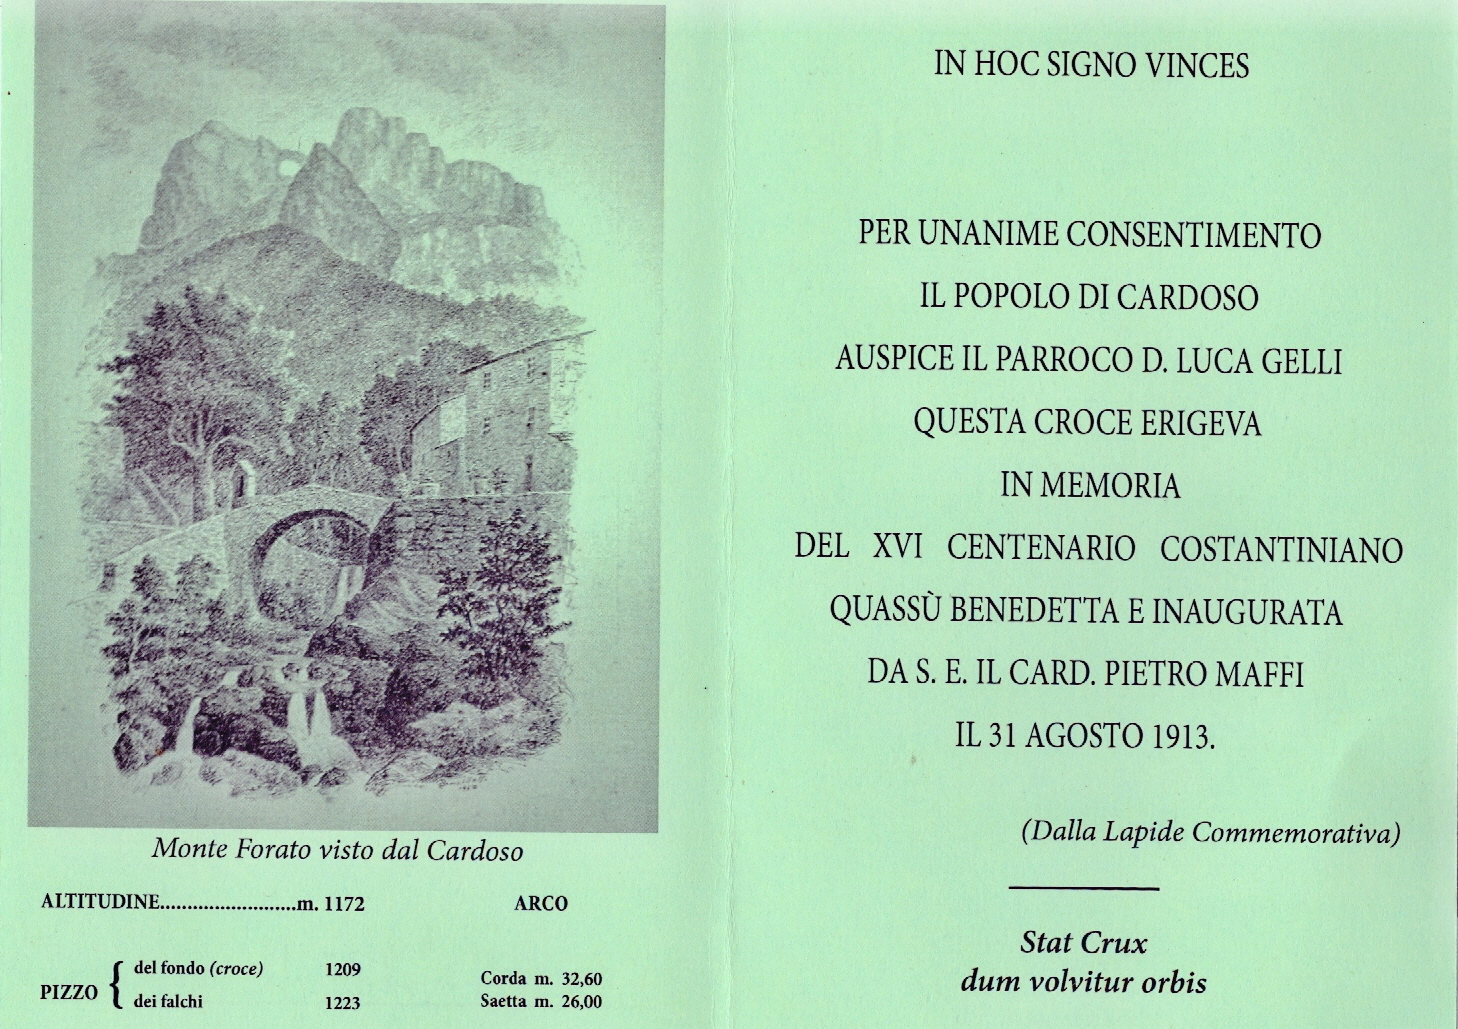 Monte Forato visto dal Cardoso
ALTITUDINE.........................m. 1172
ARCO
PIZZO { del fondo (croce) 1209
dei falchi 1223
Corda m. 32,60
Saetta m. 26,00
IN HOC SIGNO VINCES
PER UNANIME CONSENTIMENTO
IL POPOLO DI CARDOSO
AUSPICE IL PARROCO D. LUCA GELLI
QUESTA CROCE ERIGEVA
IN MEMORIA
DEL XVI CENTENARIO COSTANTINIANO
QUASSÙ BENEDETTA E INAUGURATA
DA S. E. IL CARD. PIETRO MAFFI
IL 31 AGOSTO 1913.
(Dalla Lapide Commemorativa)
Stat Crux
dum volvitur orbis